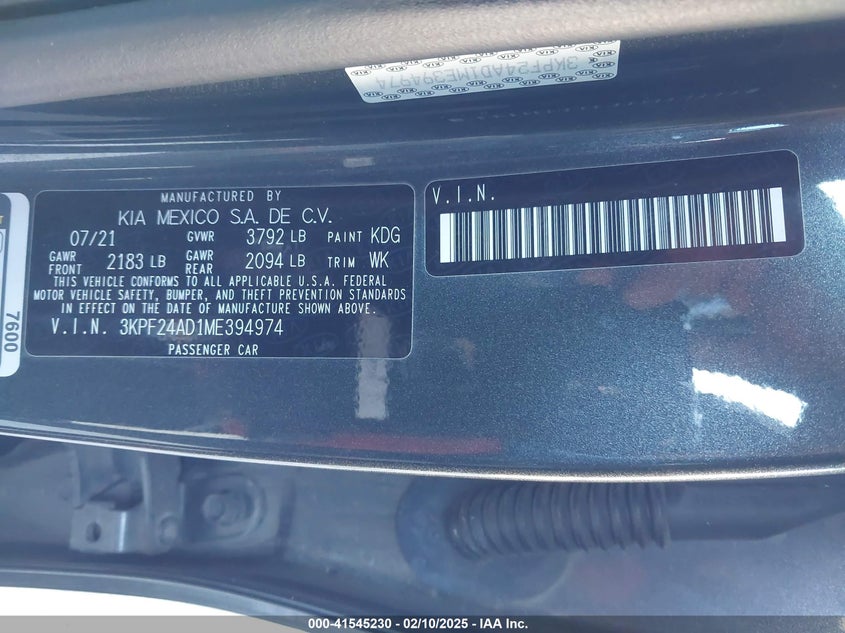 3KPF24AD1ME394974
MANUFACTURED BY
KIA MEXICO S.A. DE C.V.
07/21 GVWR 3792 LB PAINT KDG
GAWR FRONT 2183 LB GAWR REAR 2094 LB TRIM WK
THIS VEHICLE CONFORMS TO ALL APPLICABLE U.S.A. FEDERAL
MOTOR VEHICLE SAFETY, BUMPER, AND THEFT PREVENTION STANDARDS
IN EFFECT ON THE DATE OF MANUFACTURE SHOWN ABOVE.
V.I.N. 3KPF24AD1ME394974
PASSENGER CAR
V.I.N.
7600
000-41545230 - 02/10/2025 - IAA Inc.